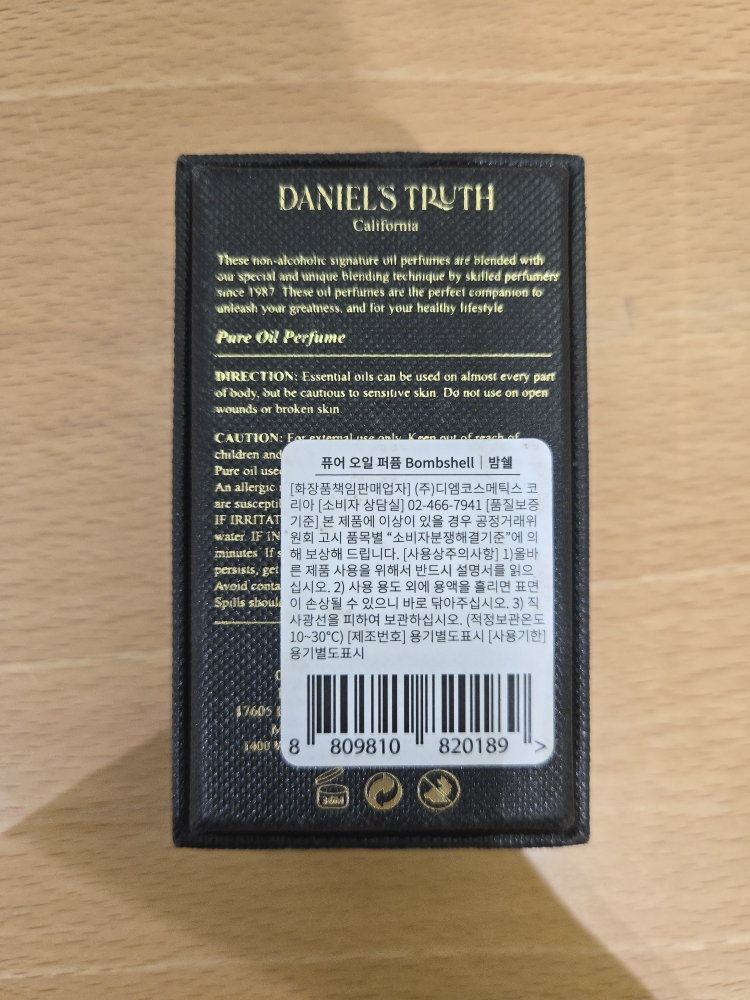 DANIEL'S TRUTH
California
These non-alcoholic signature oil perfumes are blended with
our special and unique blending technique by skilled perfumers
since 1987. These oil perfumes are the perfect companion to
unleash your greatness, and for your healthy lifestyle
Pure Oil Perfume
DIRECTION: Essential oils can be used on almost every part
of body, but be cautious to sensitive skin. Do not use on open
wounds or broken skin
CAUTION: For external use only. Keep out of reach of
children and
Pure oil
An allergic
are
IF
water. IF
minutes. If
persists, get
Avoid
Spills
17605
1400
퓨어 오일 퍼퓸 Bombshell | 밤쉘
[화장품책임판매업자] (주)디엠코스메틱스 코
리아 [소비자 상담실] 02-466-7941 [품질보증
기준] 본 제품에 이상이 있을 경우 공정거래위
원회 고시 품목별 “소비자분쟁해결기준”에 의
해 보상해 드립니다. [사용상주의사항] 1)올바
른 제품 사용을 위해서 반드시 설명서를 읽으
십시오. 2) 사용 용도 외에 용액을 흘리면 표면
이 손상될 수 있으니 바로 닦아주십시오. 3) 직
사광선을 피하여 보관하십시오. (적정보관온도
10~30℃) [제조번호] 용기별도표시 [사용기한]
용기별도표시
8 809810 820189 >
36M